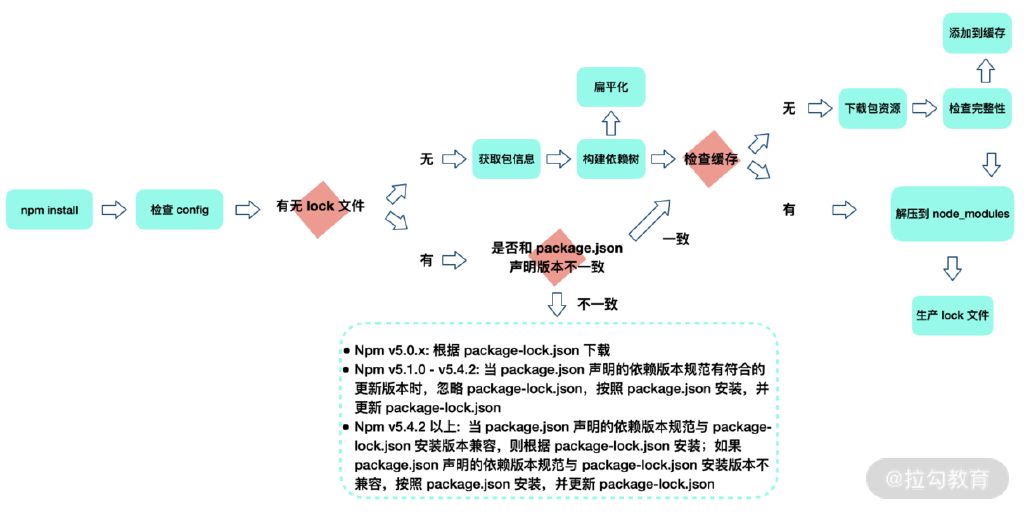 npm install
检查 config
有无 lock 文件
无
获取包信息
构建依赖树
扁平化
检查缓存
有
是否和 package.json
声明版本不一致
一致
不一致
无
下载包资源
检查完整性
添加到缓存
有
解压到 node_modules
生产 lock 文件
• Npm v5.0.x: 根据 package-lock.json 下载
• Npm v5.1.0 - v5.4.2: 当 package.json 声明的依赖版本规范有符合的
更新版本时，忽略 package-lock.json，按照 package.json 安装，并
更新 package-lock.json
• Npm v5.4.2 以上: 当 package.json 声明的依赖版本规范与 package-
lock.json 安装版本兼容，则根据 package-lock.json 安装；如果
package.json 声明的依赖版本规范与 package-lock.json 安装版本不
兼容，按照 package.json 安装，并更新 package-lock.json
@拉勾教育